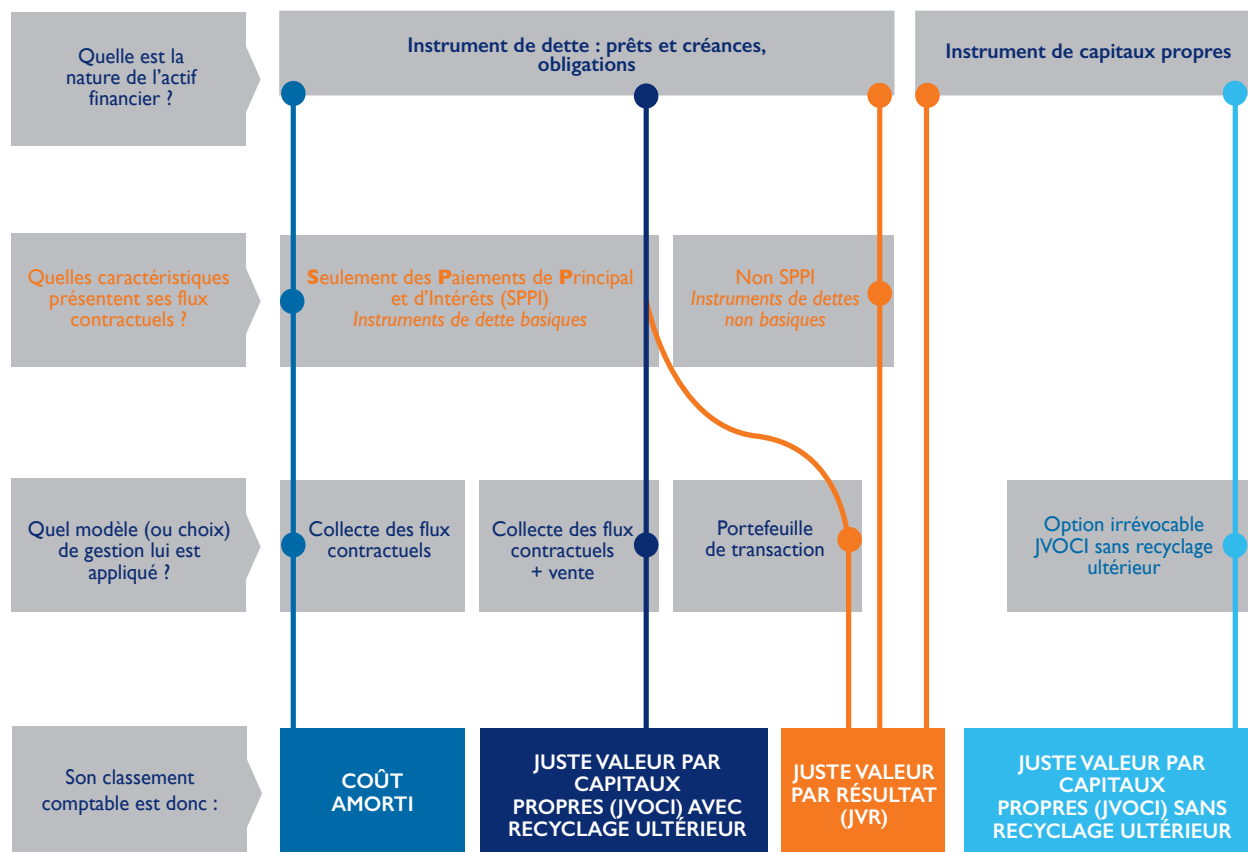 Quelle est la
nature de l’actif
financier ?
Instrument de dette : prêts et créances,
obligations
Instrument de capitaux propres
Quelles caractéristiques
présentent ses flux
contractuels ?
Seulement des Paiements de Principal
et d’Intérêts (SPPI)
Instruments de dette basiques
Non SPPI
Instruments de dettes
non basiques
Quel modèle (ou choix)
de gestion lui est
appliqué ?
Collecte des flux
contractuels
Collecte des flux
contractuels
+ vente
Portefeuille
de transaction
Option irrévocable
JVOCI sans recyclage
ultérieur
Son classement
comptable est donc :
COÛT
AMORTI
JUSTE VALEUR PAR
CAPITAUX
PROPRES (JVOCI) AVEC
RECYCLAGE ULTÉRIEUR
JUSTE VALEUR
PAR RÉSULTAT
(JVR)
JUSTE VALEUR PAR
CAPITAUX
PROPRES (JVOCI) SANS
RECYCLAGE ULTÉRIEUR